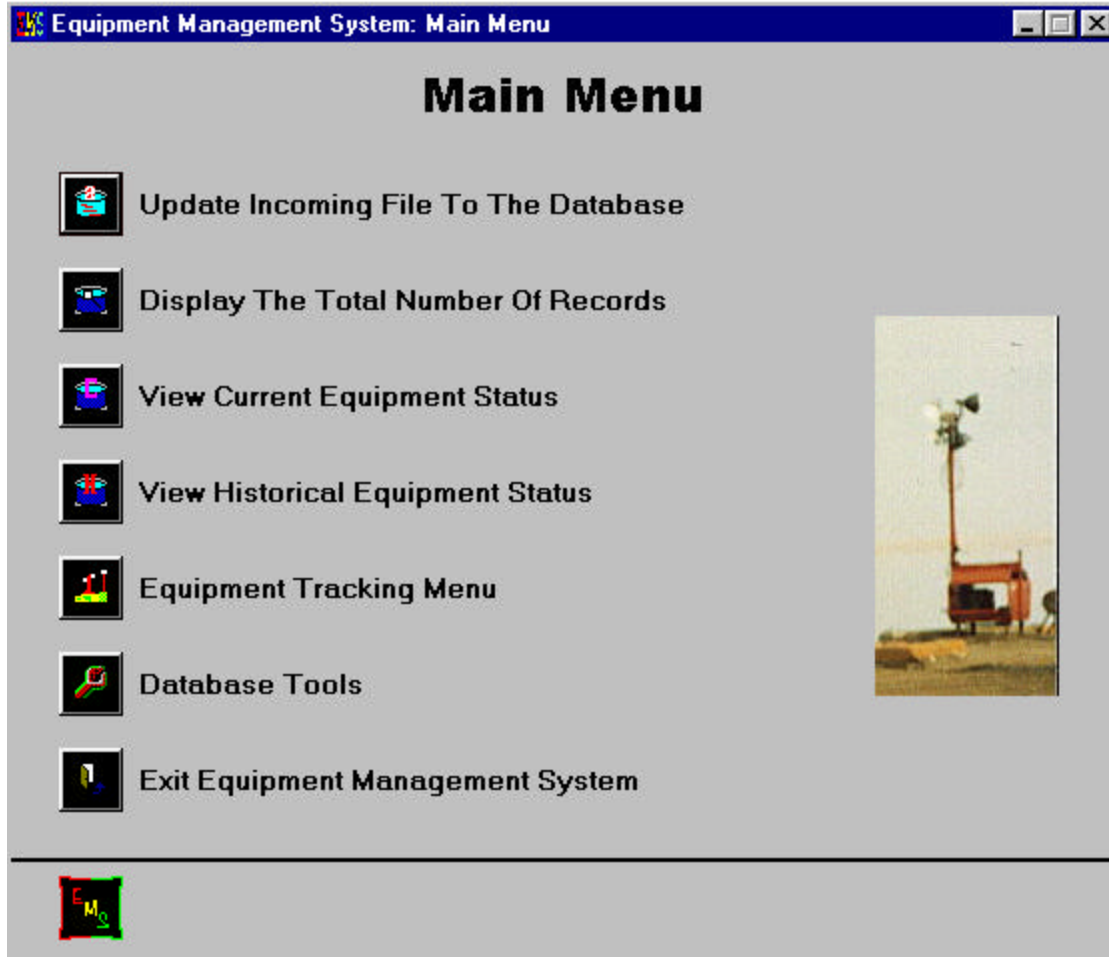 Equipment Management System: Main Menu
Main Menu
Update Incoming File To The Database
Display The Total Number Of Records
View Current Equipment Status
View Historical Equipment Status
Equipment Tracking Menu
Database Tools
Exit Equipment Management System
EMS